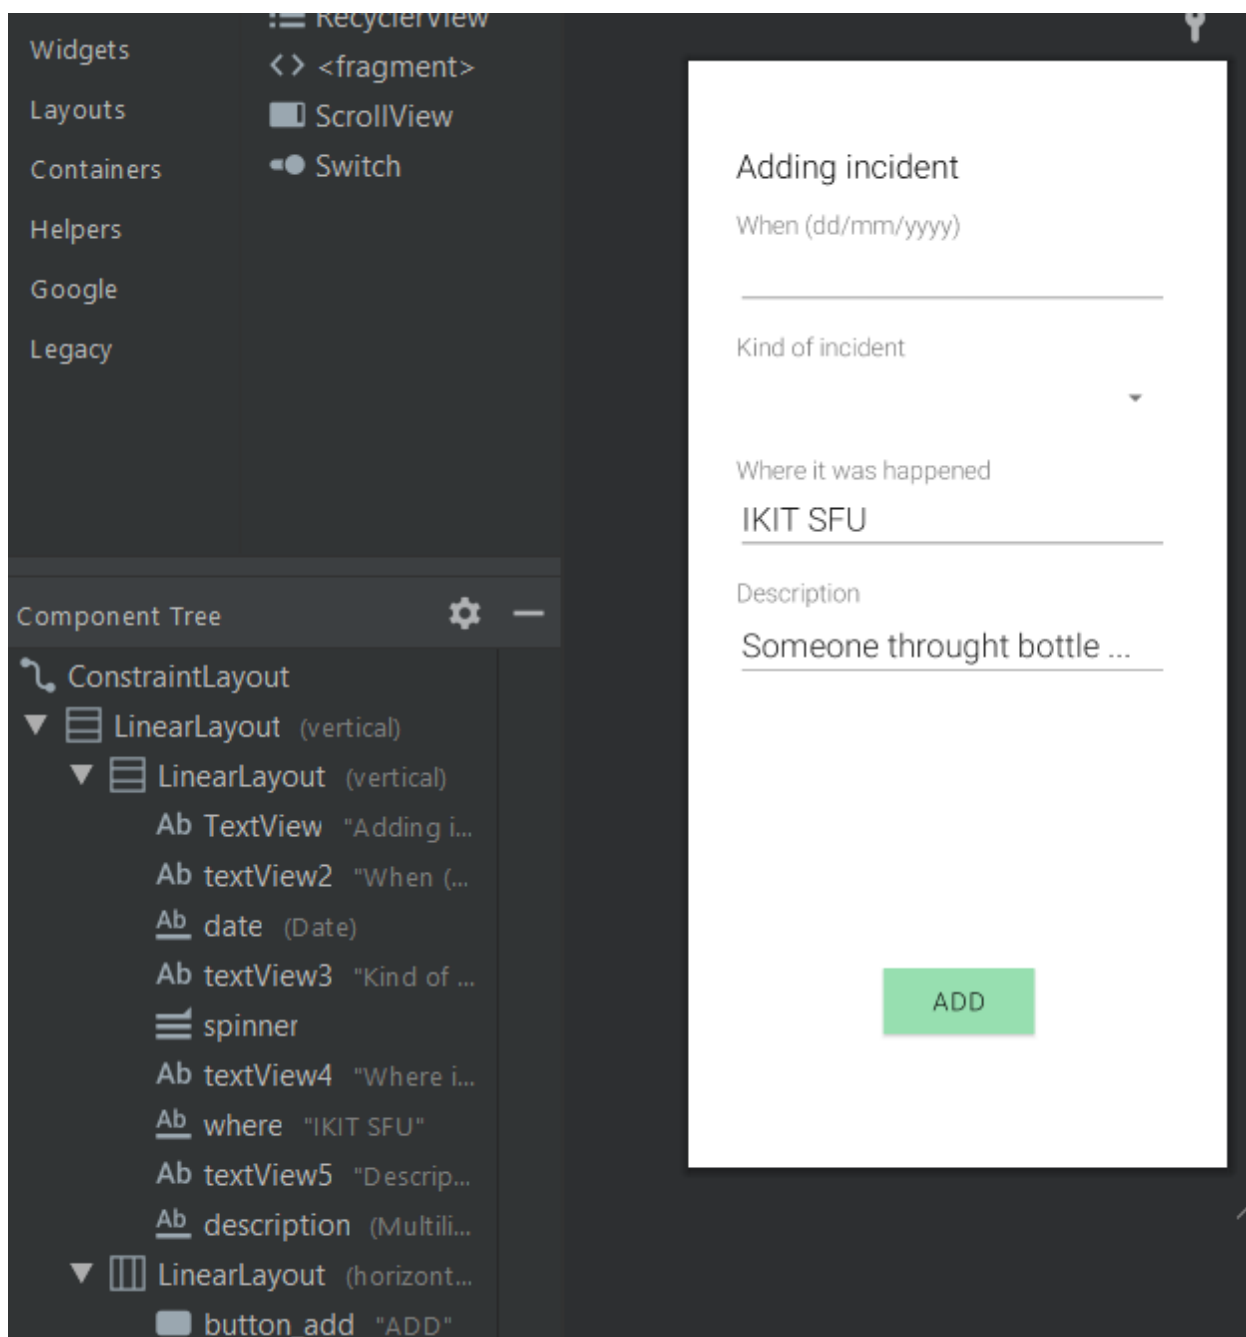 Widgets
Layouts
Containers
Helpers
Google
Legacy
RecyclerView
<fragment>
ScrollView
Switch
Component Tree
ConstraintLayout
LinearLayout (vertical)
LinearLayout (vertical)
Ab TextView "Adding i...
Ab textView2 "When (...
Ab date (Date)
Ab textView3 "Kind of ...
spinner
Ab textView4 "Where i...
Ab where "IKIT SFU"
Ab textView5 "Descrip...
Ab description (Multili...
LinearLayout (horizont...
button_add "ADD"
Adding incident
When (dd/mm/yyyy)
Kind of incident
Where it was happened
IKIT SFU
Description
Someone throught bottle ...
ADD